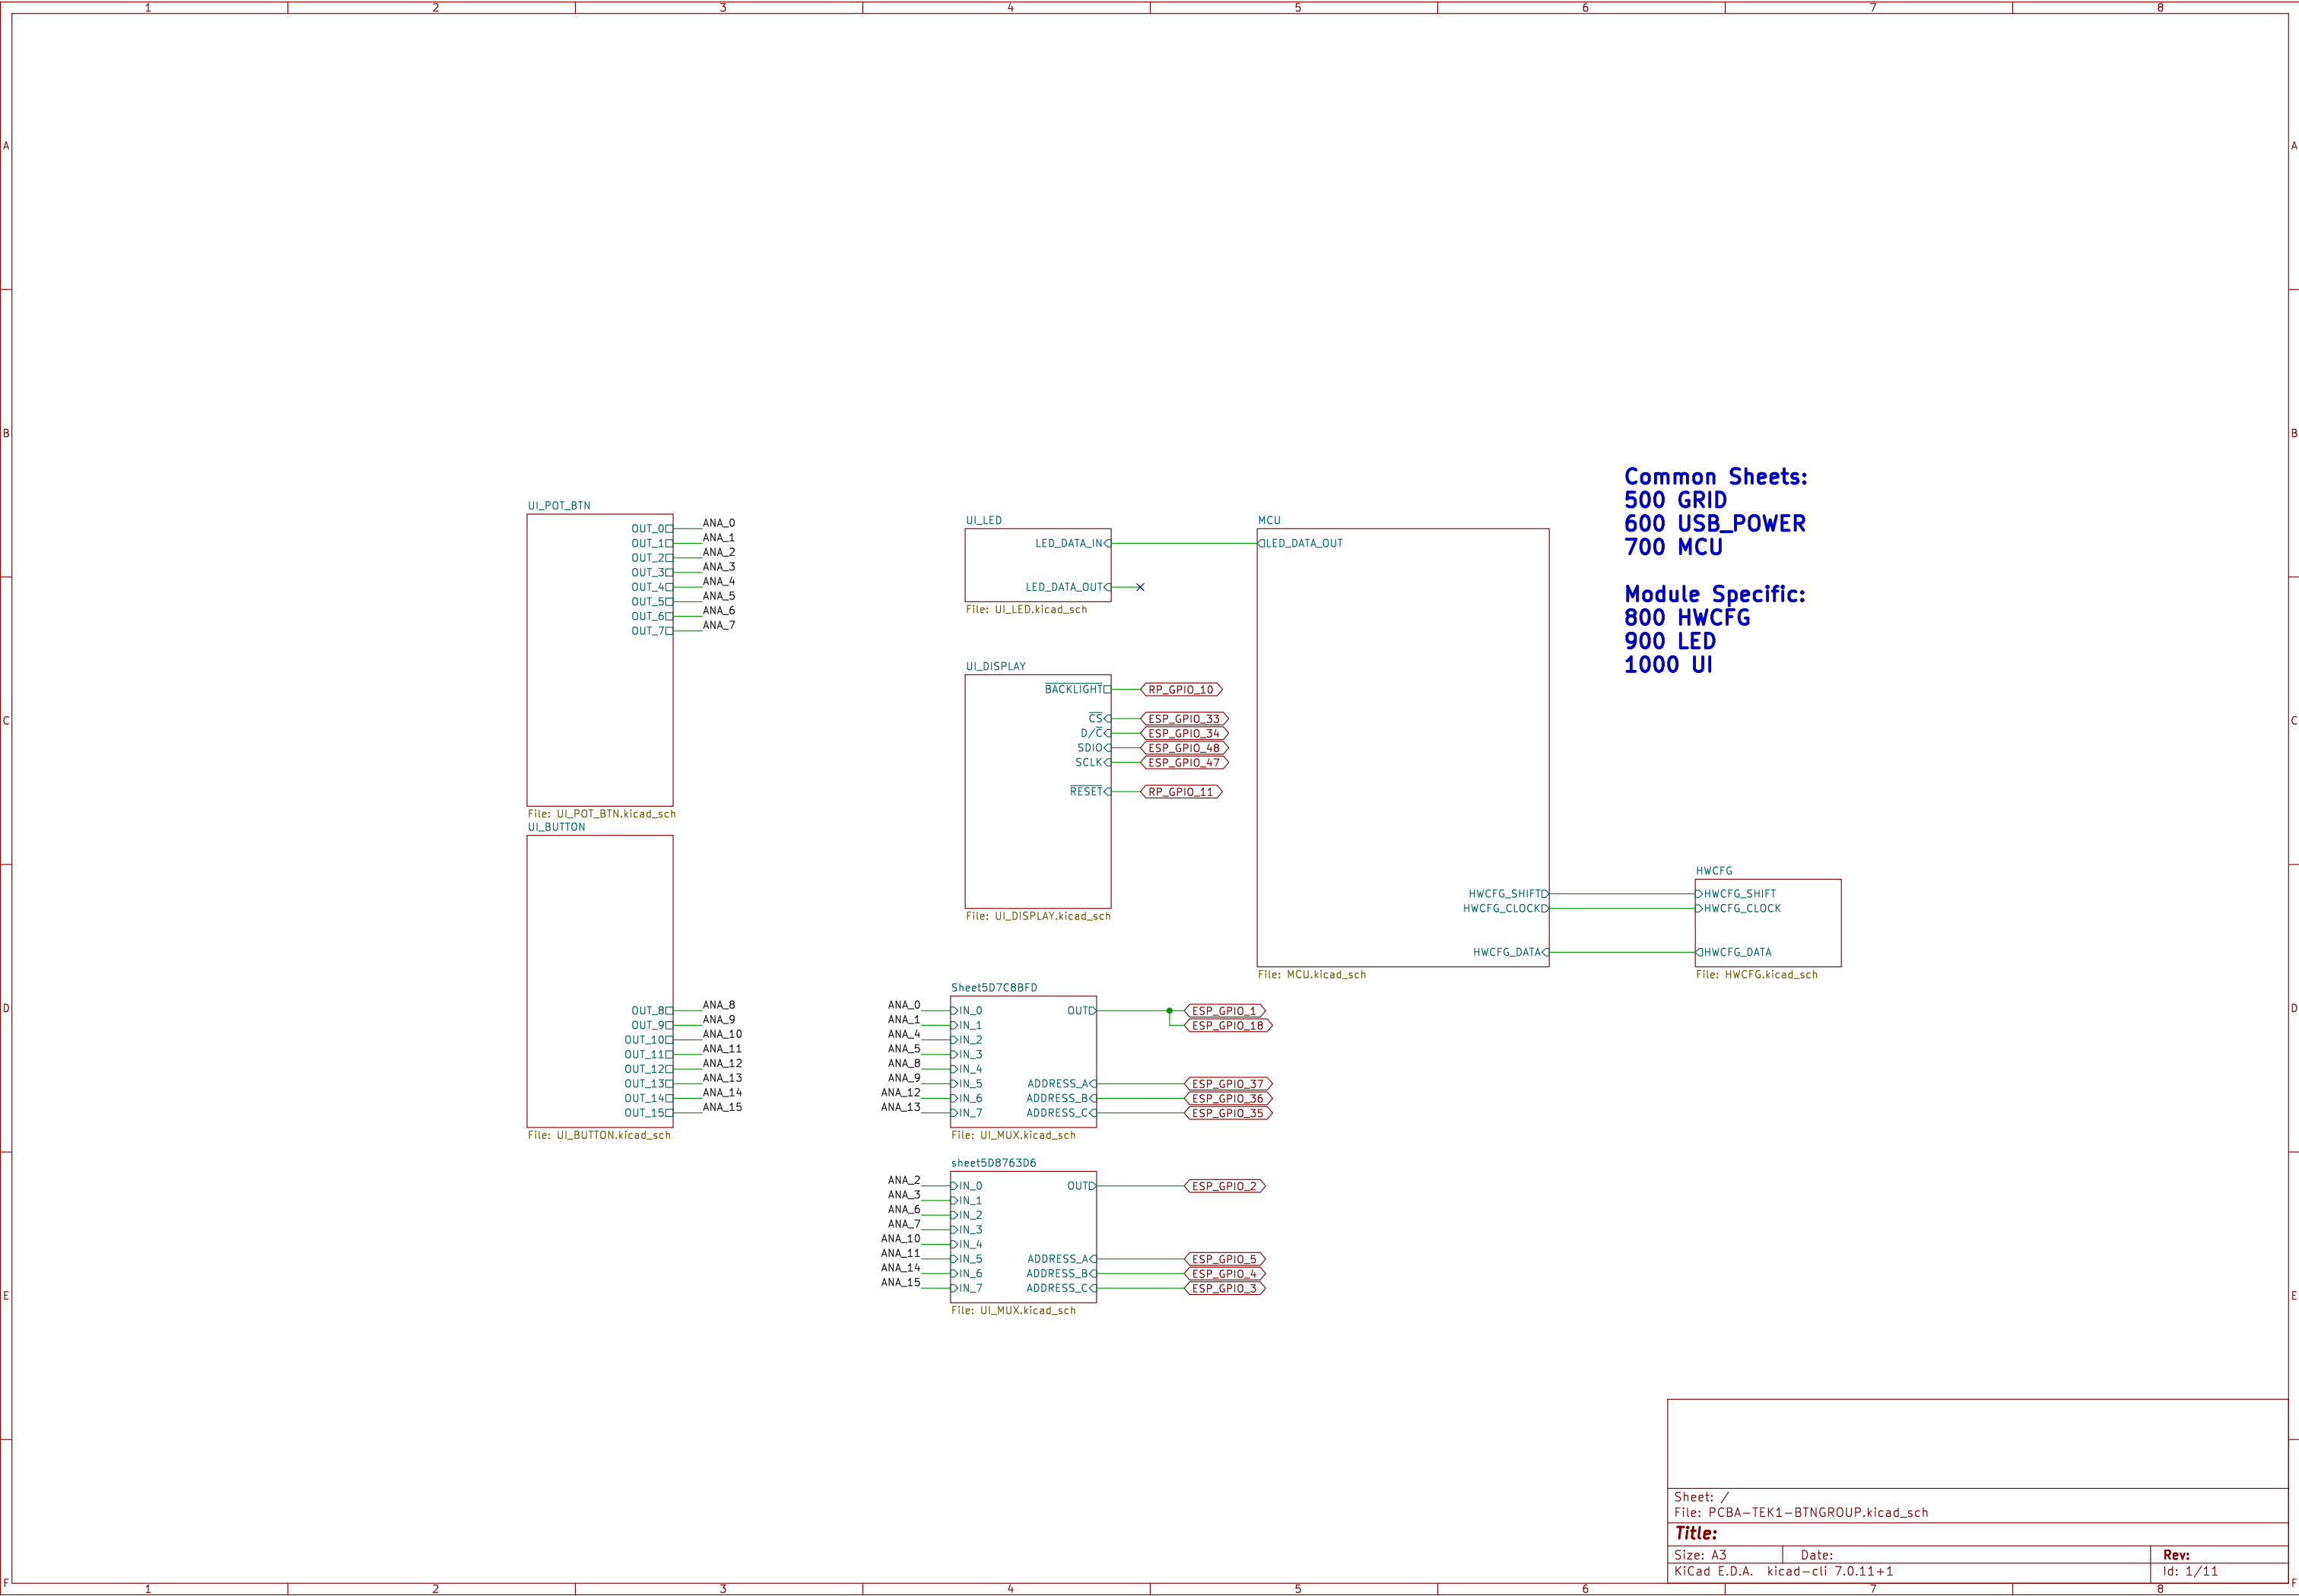 1 2 3 4 5 6 7 8
A A
B B
C C
D D
E E
F F
Common Sheets:
500 GRID
600 USB_POWER
700 MCU
Module Specific:
800 HWCFG
900 LED
1000 UI
UI_POT_BTN
OUT_0 ANA_0
OUT_1 ANA_1
OUT_2 ANA_2
OUT_3 ANA_3
OUT_4 ANA_4
OUT_5 ANA_5
OUT_6 ANA_6
OUT_7 ANA_7
File: UI_POT_BTN.kicad_sch
UI_BUTTON
OUT_8 ANA_8
OUT_9 ANA_9
OUT_10 ANA_10
OUT_11 ANA_11
OUT_12 ANA_12
OUT_13 ANA_13
OUT_14 ANA_14
OUT_15 ANA_15
File: UI_BUTTON.kicad_sch
UI_LED
LED_DATA_IN
LED_DATA_OUT
File: UI_LED.kicad_sch
UI_DISPLAY
BACKLIGHT RP_GPIO_10
CS ESP_GPIO_33
D/C ESP_GPIO_34
SDIO ESP_GPIO_48
SCLK ESP_GPIO_47
RESET RP_GPIO_11
File: UI_DISPLAY.kicad_sch
MCU
LED_DATA_OUT
HWCFG_SHIFT
HWCFG_CLOCK
HWCFG_DATA
File: MCU.kicad_sch
HWCFG
HWCFG_SHIFT
HWCFG_CLOCK
HWCFG_DATA
File: HWCFG.kicad_sch
Sheet5D7C8BFD
ANA_0 IN_0 OUT ESP_GPIO_1
ANA_1 IN_1 ESP_GPIO_18
ANA_4 IN_2
ANA_5 IN_3
ANA_8 IN_4
ANA_9 IN_5 ADDRESS_A ESP_GPIO_37
ANA_12 IN_6 ADDRESS_B ESP_GPIO_36
ANA_13 IN_7 ADDRESS_C ESP_GPIO_35
File: UI_MUX.kicad_sch
sheet5D8763D6
ANA_2 IN_0 OUT ESP_GPIO_2
ANA_3 IN_1
ANA_6 IN_2
ANA_7 IN_3
ANA_10 IN_4
ANA_11 IN_5 ADDRESS_A ESP_GPIO_5
ANA_14 IN_6 ADDRESS_B ESP_GPIO_4
ANA_15 IN_7 ADDRESS_C ESP_GPIO_3
File: UI_MUX.kicad_sch
Sheet: /
File: PCBA-TEK1-BTNGROUP.kicad_sch
Title:
Size: A3 Date: Rev:
KiCad E.D.A. kicad-cli 7.0.11+1 Id: 1/11
1 2 3 4 5 6 7 8